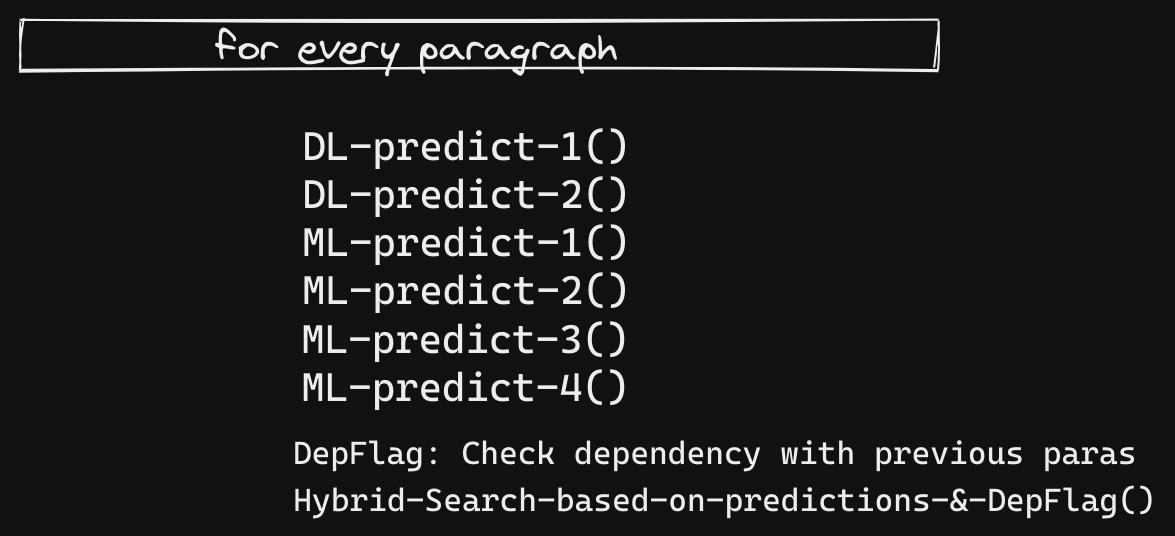 for every paragraph
DL-predict-1()
DL-predict-2()
ML-predict-1()
ML-predict-2()
ML-predict-3()
ML-predict-4()
DepFlag: Check dependency with previous paras
Hybrid-Search-based-on-predictions-&-DepFlag()